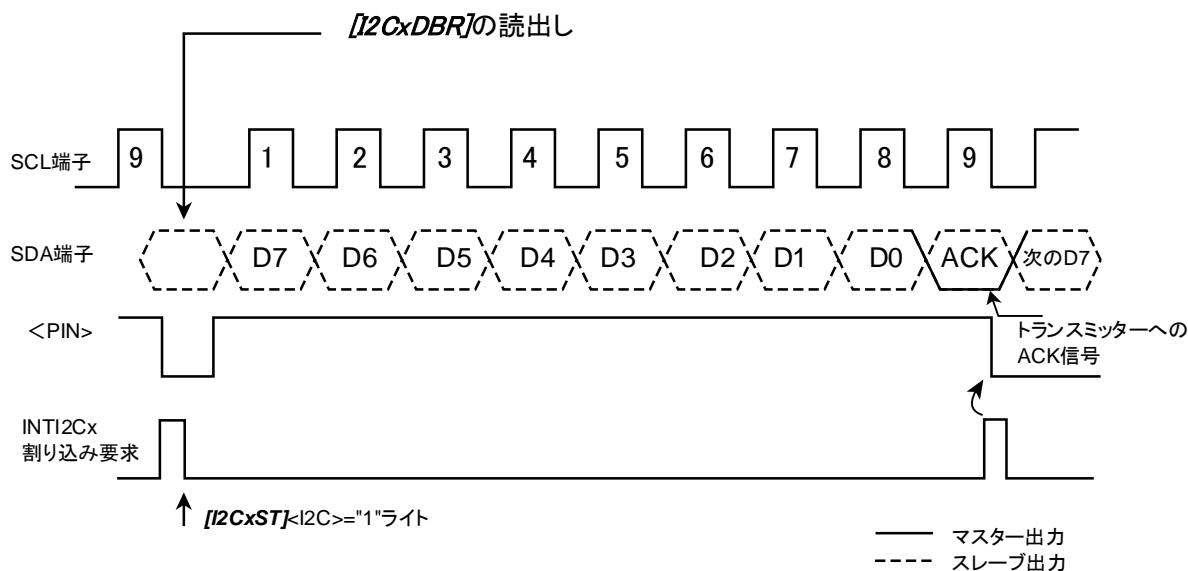 [I2CxDBR]の読出し
SCL端子
9 1 2 3 4 5 6 7 8 9
SDA端子
D7 D6 D5 D4 D3 D2 D1 D0 ACK 次のD7
<PIN>
トランスミッターへの
ACK信号
INTI2Cx
割り込み要求
[I2CxST]<I2C>="1"ライト
マスター出力
スレーブ出力